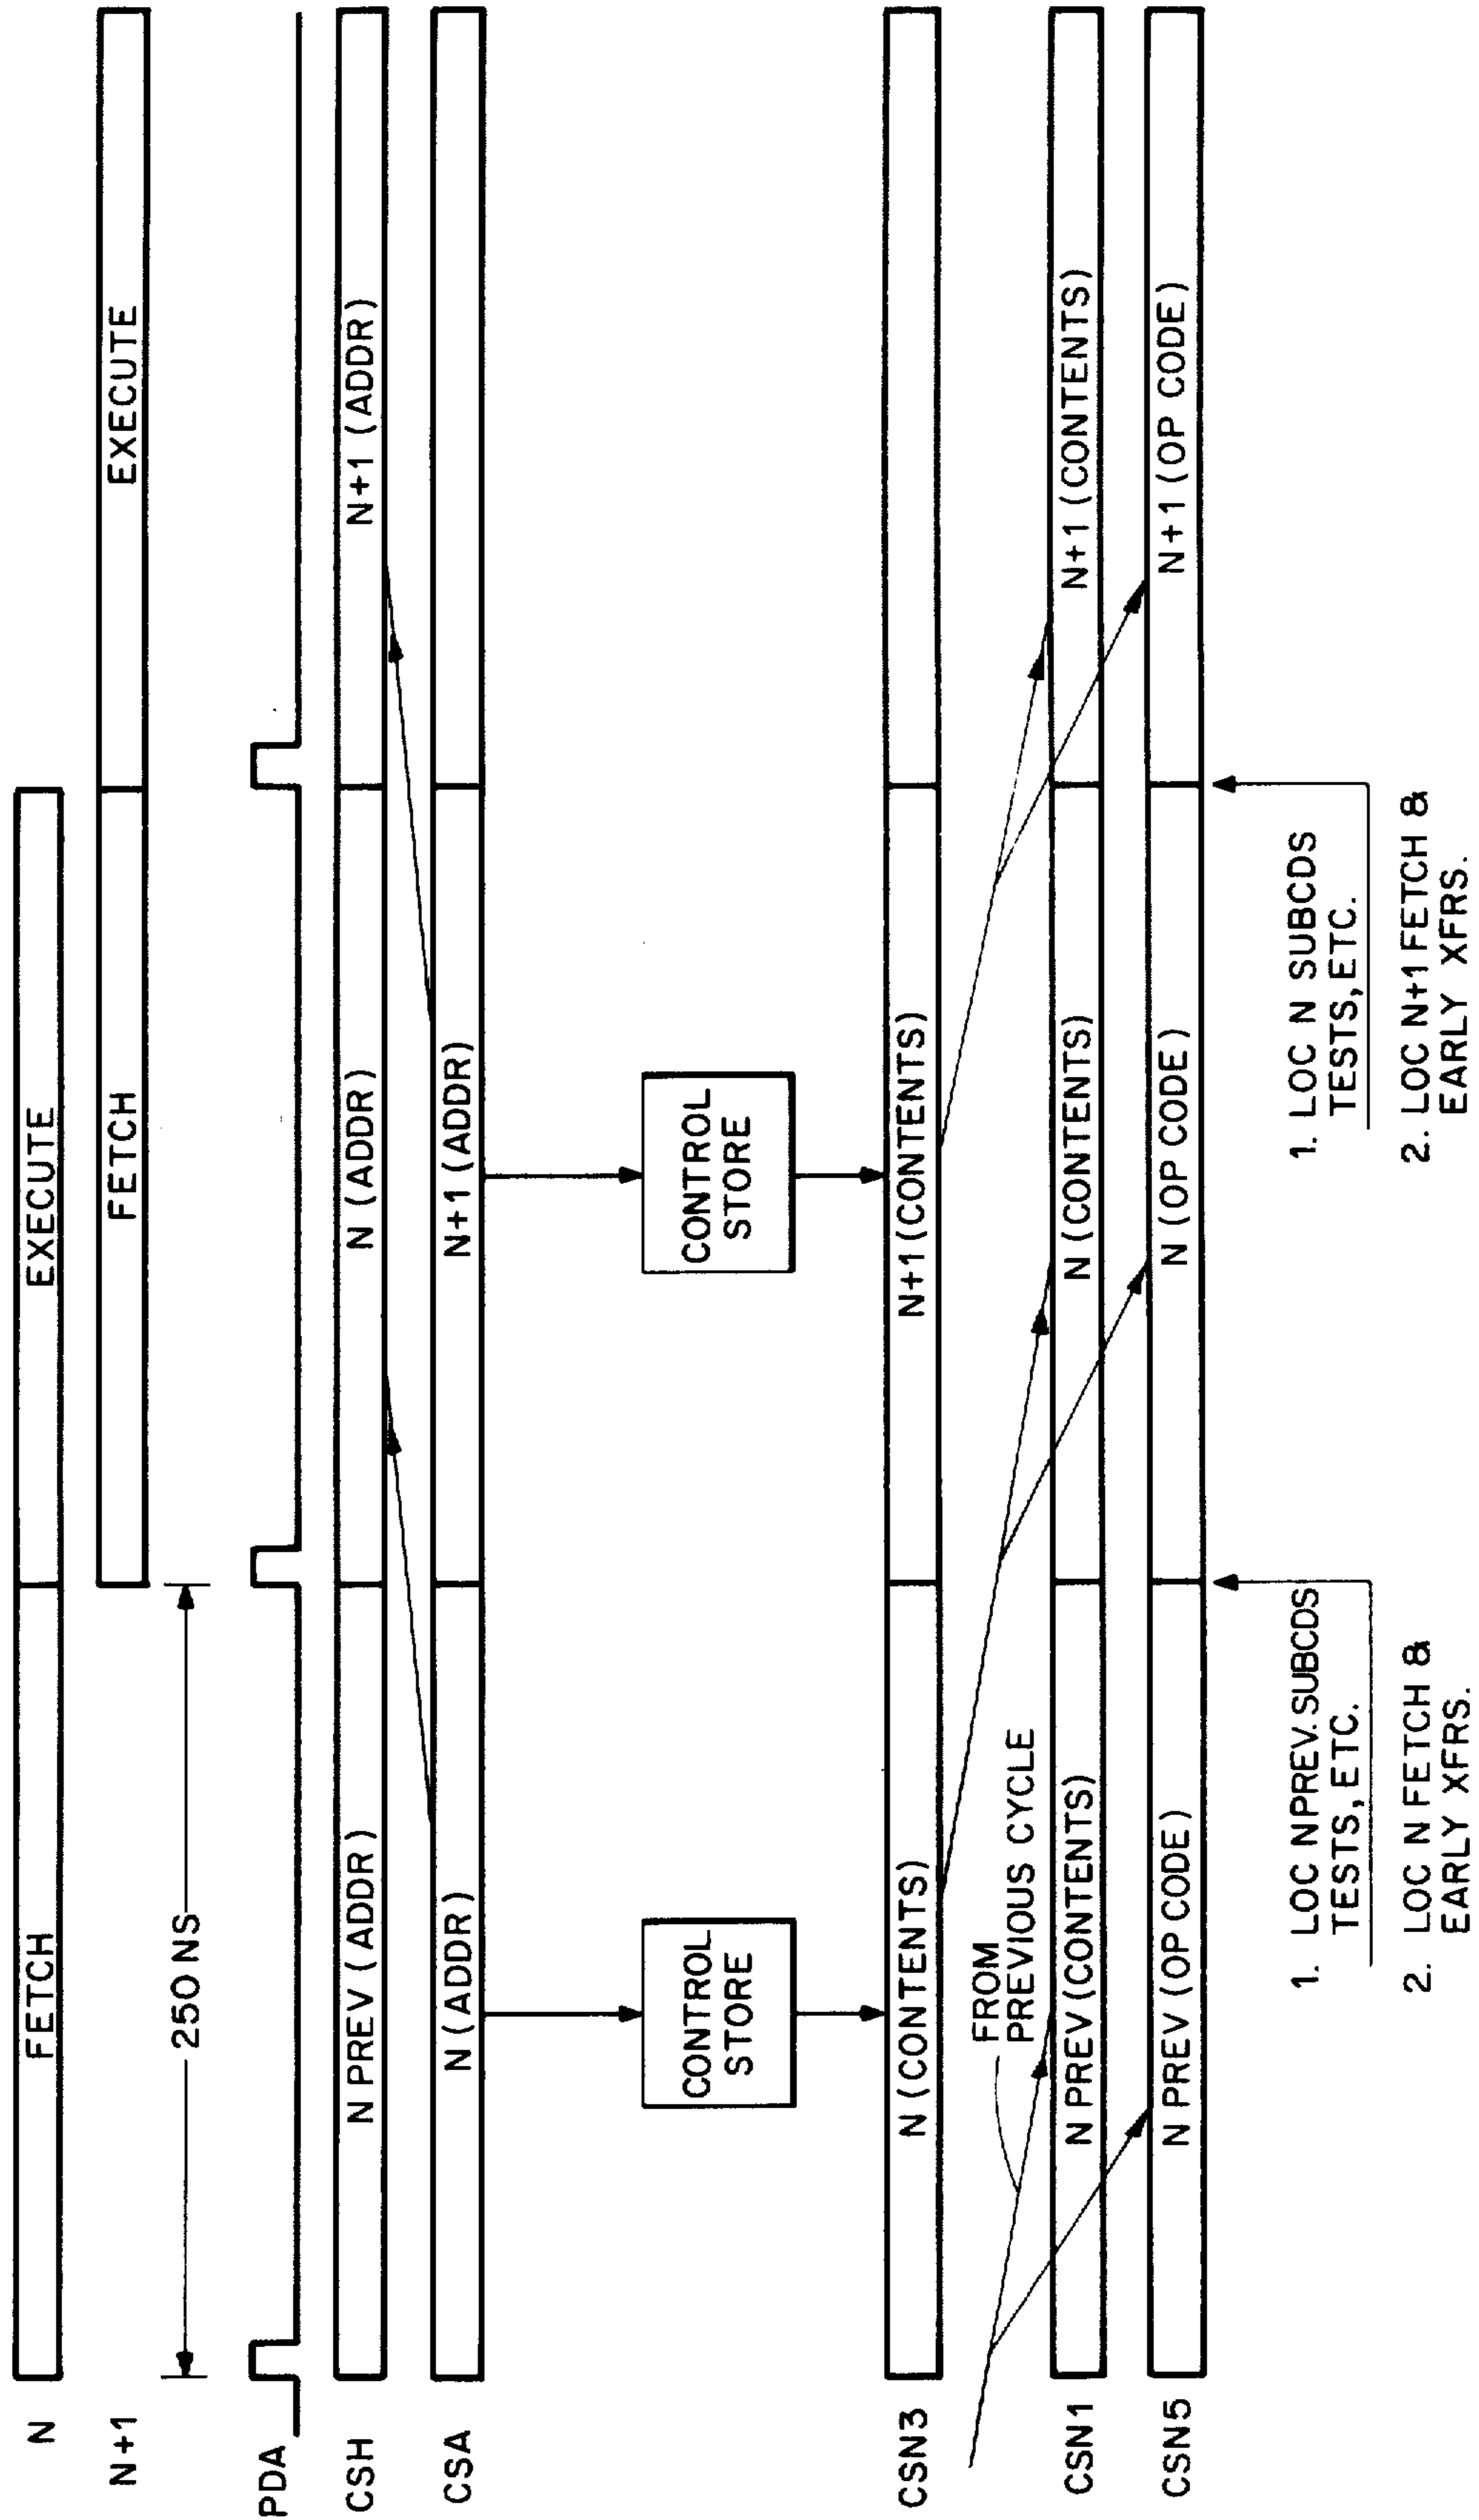 N
FETCH
EXECUTE
N+1
FETCH
EXECUTE
250 NS
PDA
CSH
N PREV (ADDR)
N (ADDR)
N+1 (ADDR)
CSA
N (ADDR)
N+1 (ADDR)
CONTROL
STORE
CONTROL
STORE
CSN3
N (CONTENTS)
N+1 (CONTENTS)
FROM
PREVIOUS CYCLE
CSN1
N PREV (CONTENTS)
N (CONTENTS)
N+1 (CONTENTS)
CSN5
N PREV (OP CODE)
N (OP CODE)
N+1 (OP CODE)
1. LOC N PREV. SUBCDS
TESTS, ETC.
2. LOC N FETCH &
EARLY XFRS.
1. LOC N SUBCDS
TESTS, ETC.
2. LOC N+1 FETCH &
EARLY XFRS.